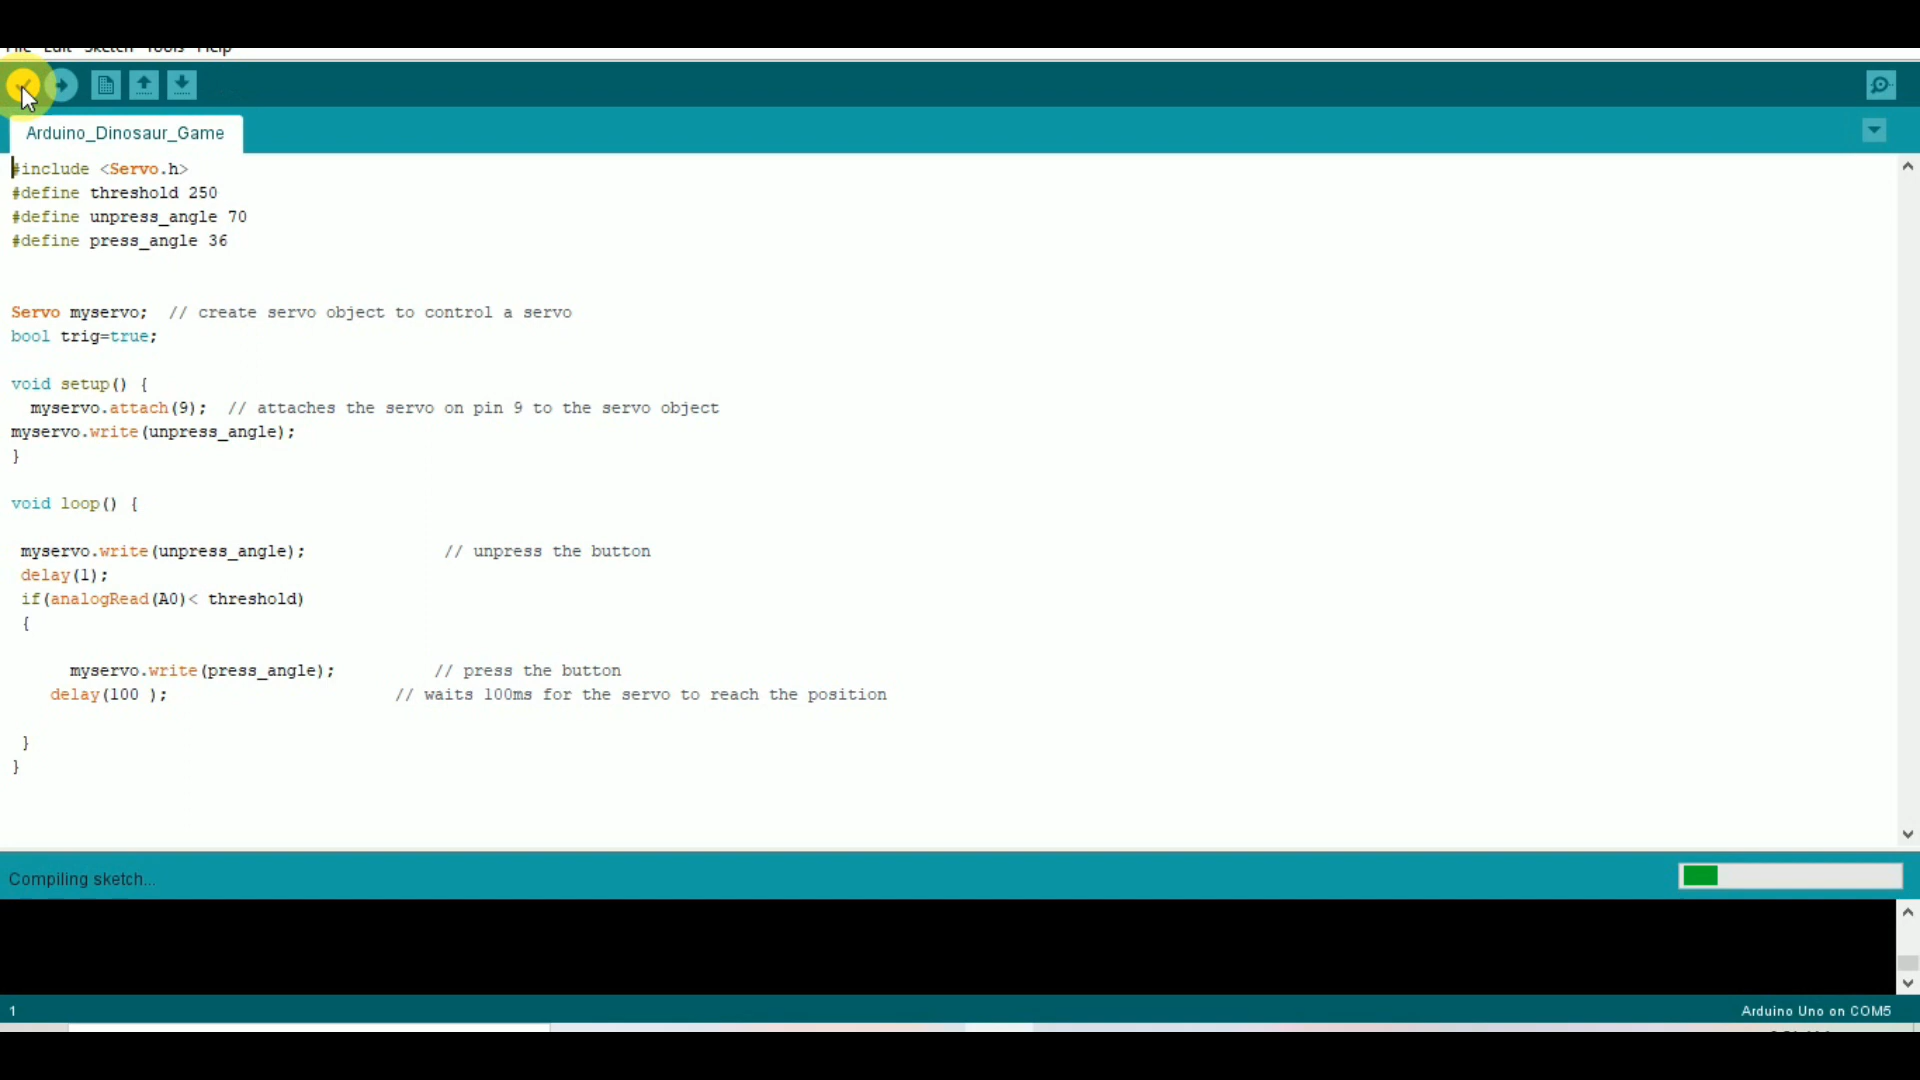 File Edit Sketch Tools Help
Arduino_Dinosaur_Game
#include <Servo.h>
#define threshold 250
#define unpress_angle 70
#define press_angle 36
Servo myservo;  // create servo object to control a servo
bool trig=true;
void setup() {
  myservo.attach(9);  // attaches the servo on pin 9 to the servo object
myservo.write(unpress_angle);
}
void loop() {
 myservo.write(unpress_angle);              // unpress the button
 delay(1);
 if(analogRead(A0)< threshold)
 {
      myservo.write(press_angle);          // press the button
    delay(100 );                       // waits 100ms for the servo to reach the position
 }
}
Compiling sketch...
1
Arduino Uno on COM5